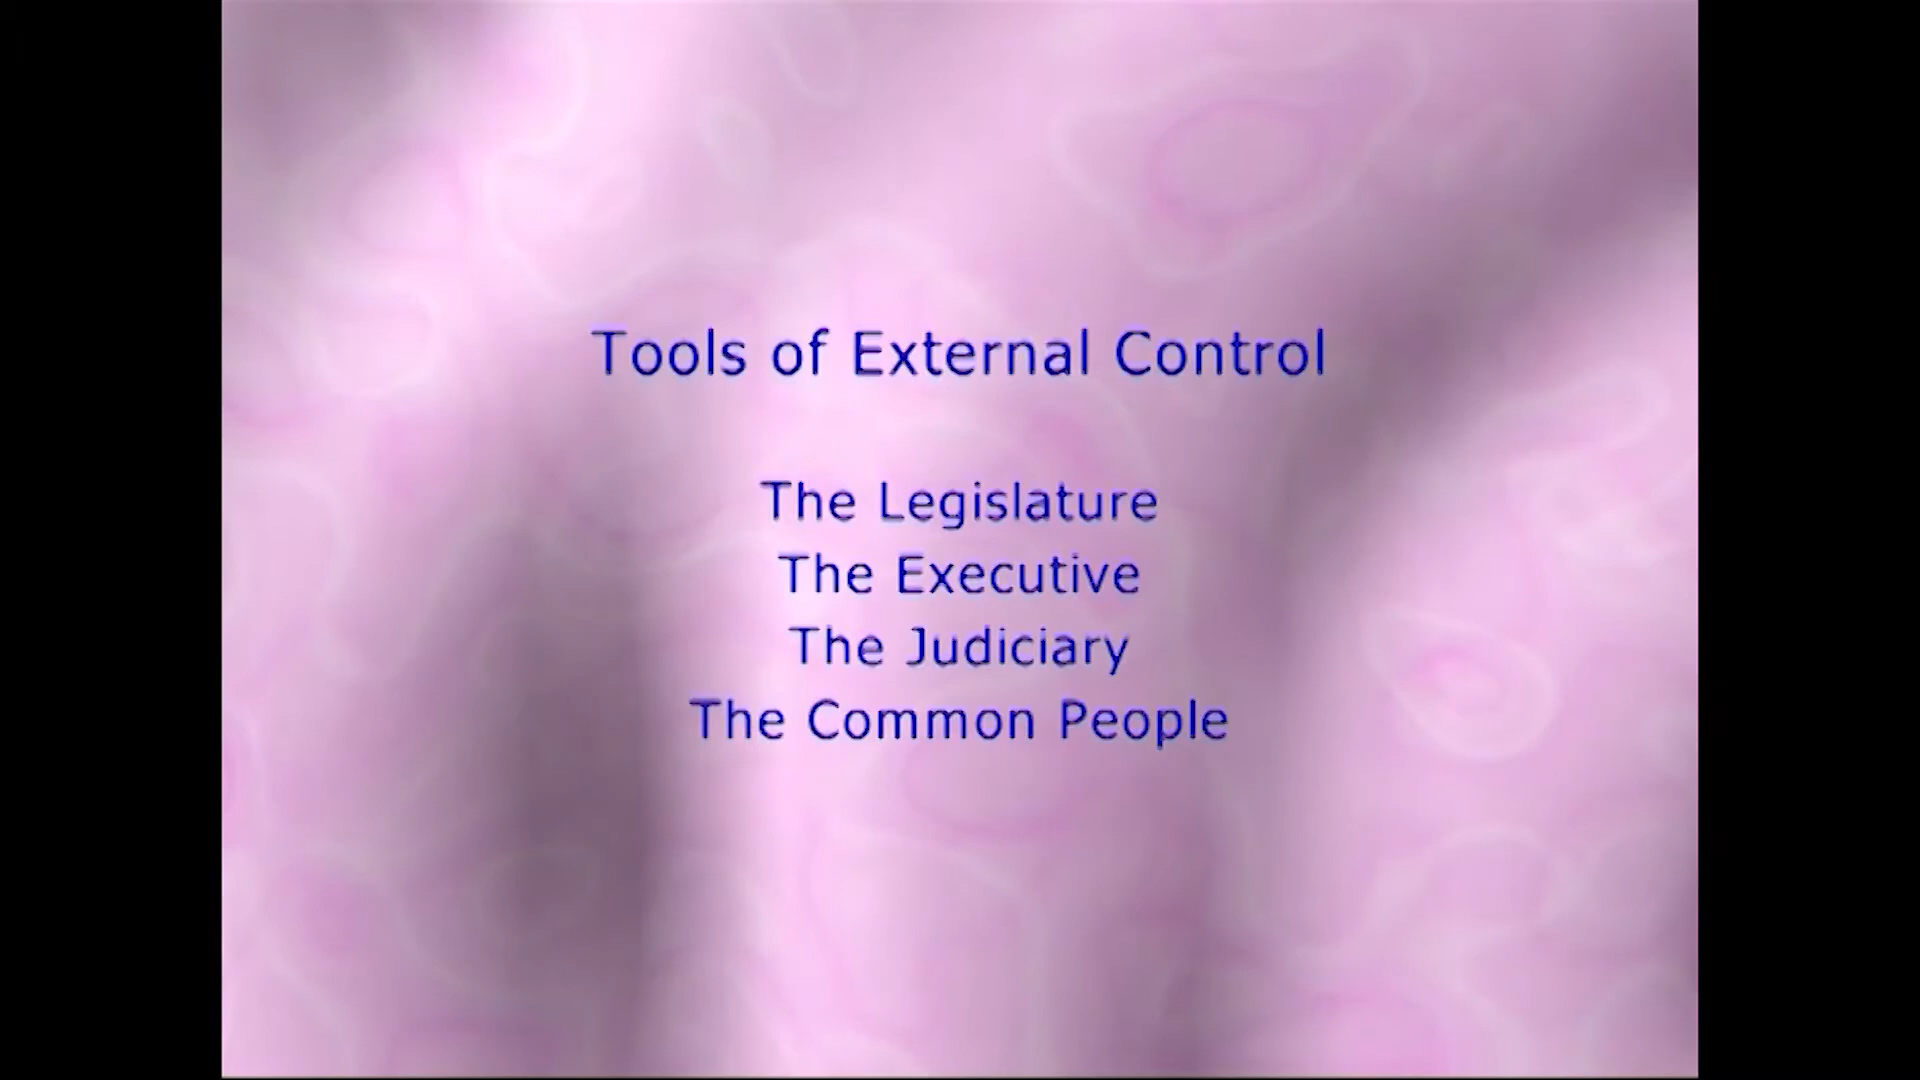 Tools of External Control
The Legislature
The Executive
The Judiciary
The Common People